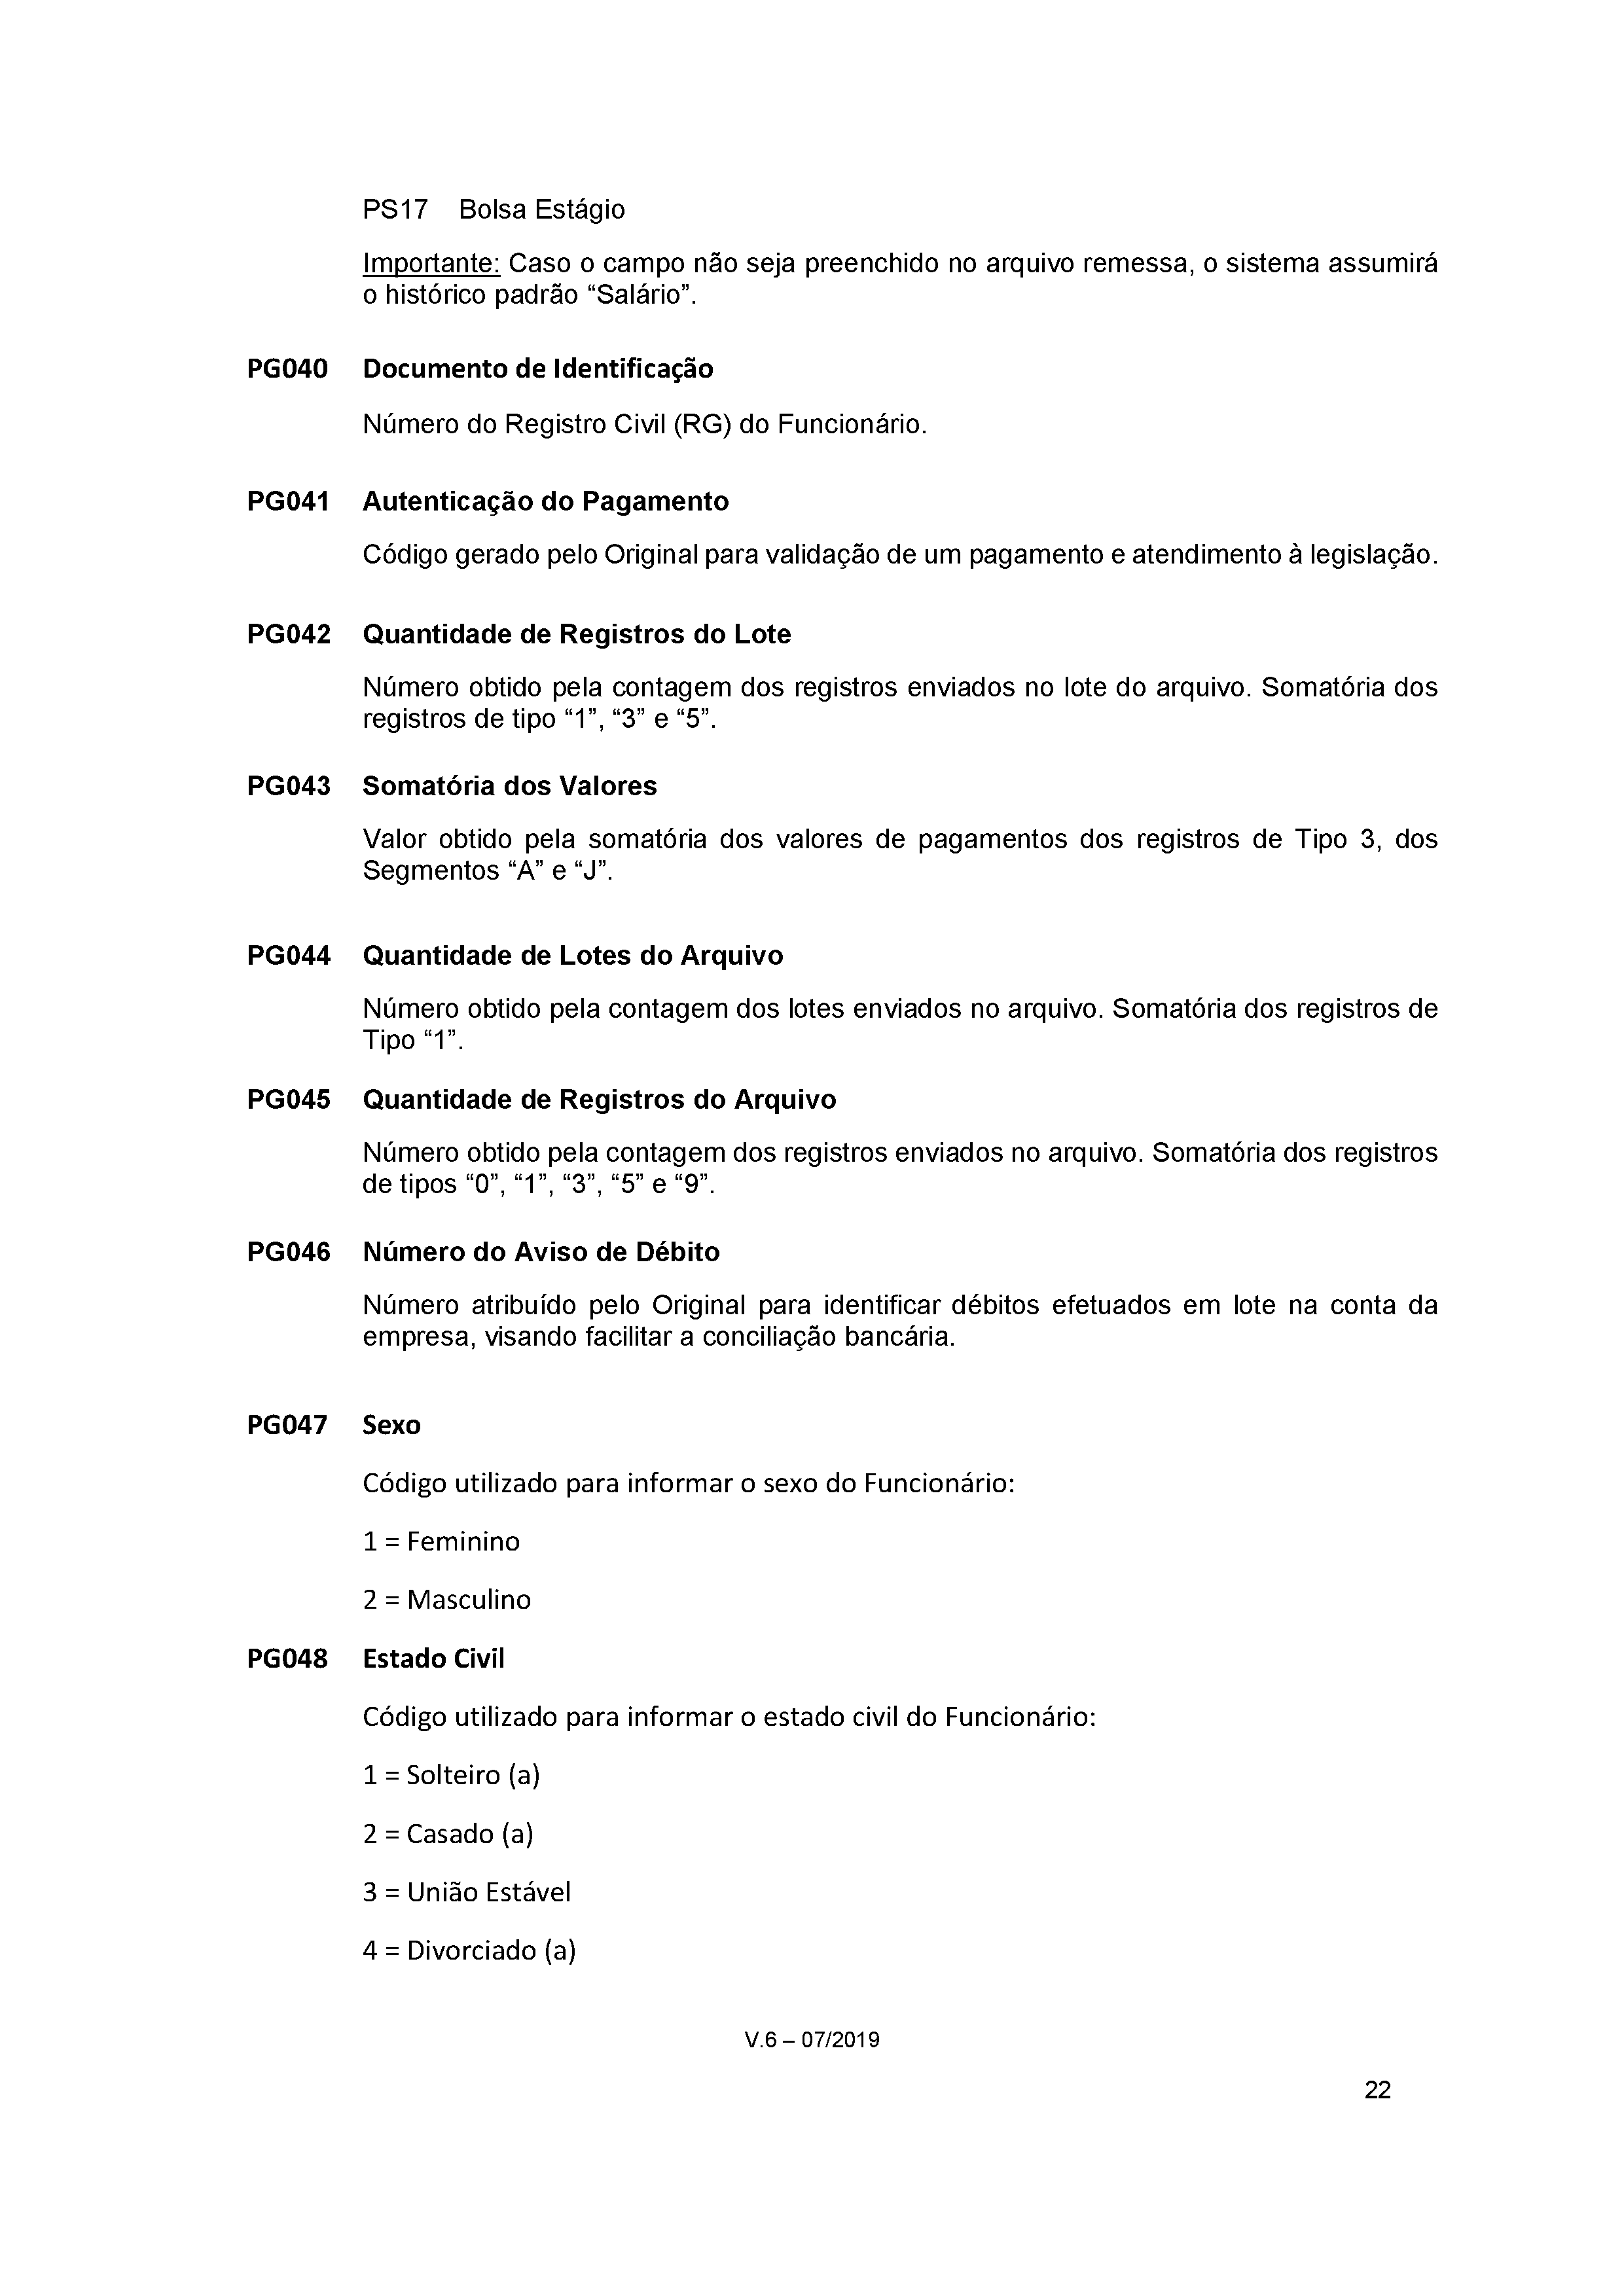 PS17 Bolsa Estágio
Importante: Caso o campo não seja preenchido no arquivo remessa, o sistema assumirá
o histórico padrão “Salário”.
PG040 Documento de Identificação
Número do Registro Civil (RG) do Funcionário.
PG041 Autenticação do Pagamento
Código gerado pelo Original para validação de um pagamento e atendimento à legislação.
PG042 Quantidade de Registros do Lote
Número obtido pela contagem dos registros enviados no lote do arquivo. Somatória dos
registros de tipo “1”, “3” e “5”.
PG043 Somatória dos Valores
Valor obtido pela somatória dos valores de pagamentos dos registros de Tipo 3, dos
Segmentos “A” e “J”.
PG044 Quantidade de Lotes do Arquivo
Número obtido pela contagem dos lotes enviados no arquivo. Somatória dos registros de
Tipo “1”.
PG045 Quantidade de Registros do Arquivo
Número obtido pela contagem dos registros enviados no arquivo. Somatória dos registros
de tipos “0”, “1”, “3”, “5” e “9”.
PG046 Número do Aviso de Débito
Número atribuído pelo Original para identificar débitos efetuados em lote na conta da
empresa, visando facilitar a conciliação bancária.
PG047 Sexo
Código utilizado para informar o sexo do Funcionário:
1 = Feminino
2 = Masculino
PG048 Estado Civil
Código utilizado para informar o estado civil do Funcionário:
1 = Solteiro (a)
2 = Casado (a)
3 = União Estável
4 = Divorciado (a)
V.6 – 07/2019
22